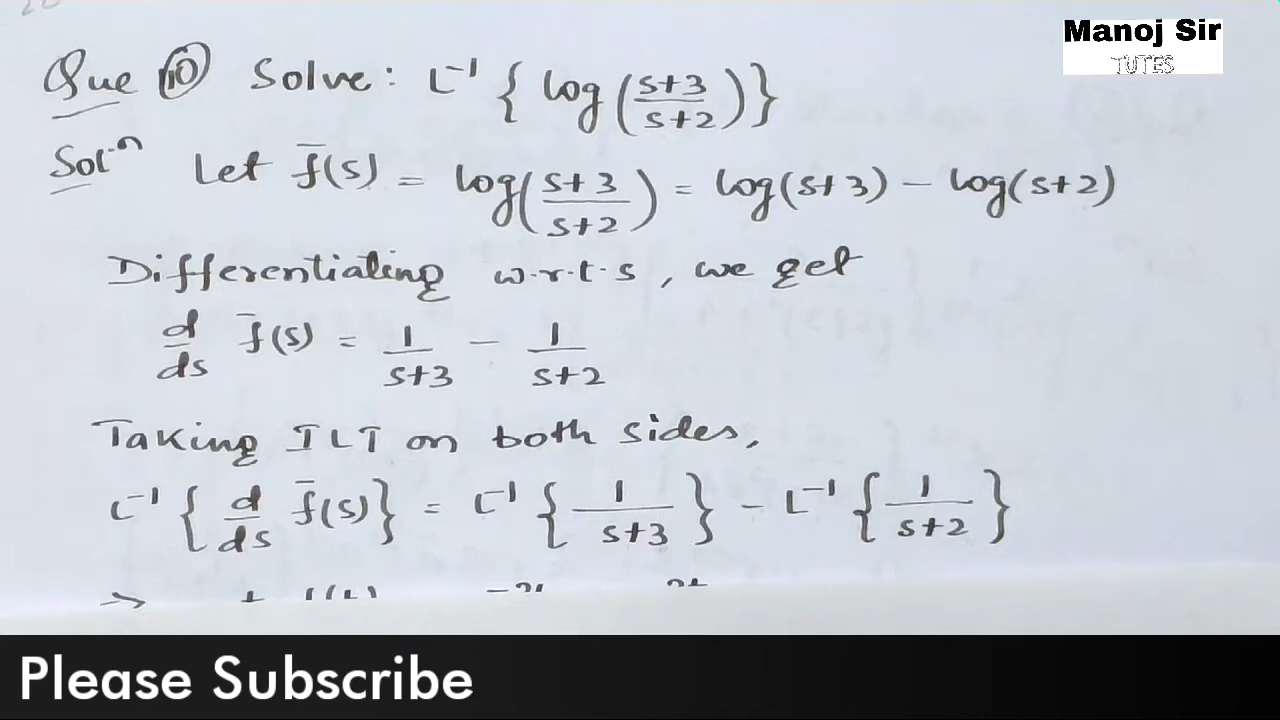 Manoj Sir
TUTES
Que 10 Solve: L⁻¹ { log ( (s+3)/(s+2) ) }
Solⁿ Let f̄(s) = log( (s+3)/(s+2) ) = log(s+3) - log(s+2)
Differentiating w.r.t.s, we get
d/ds f̄(s) = 1/(s+3) - 1/(s+2)
Taking ILT on both sides,
L⁻¹ { d/ds f̄(s) } = L⁻¹ { 1/(s+3) } - L⁻¹ { 1/(s+2) }
Please Subscribe